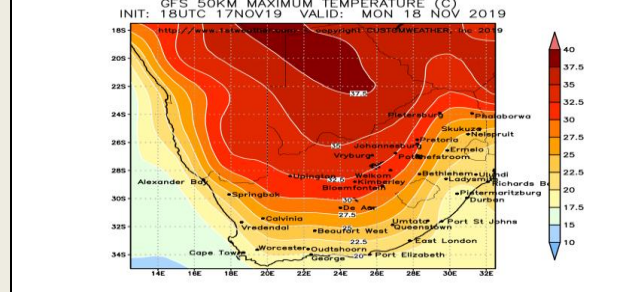 GFS 50KM MAXIMUM TEMPERATURE (C)
INIT: 18UTC 17NOV19 VALID: MON 18 NOV 2019
18S
http://www.1stweather.com copyright CUSTOMWEATHER, Inc 2019
40
37.5
35
32.5
30
27.5
25
22.5
20
17.5
15
10
20S
22S
37.5
24S
Pietersburg
Phalaborwa
Skukuza
Nelspruit
26S
35
Johannesburg
Pretoria
Ermelo
Vryburg
28S
Upington
32.5
Welkom
Bethlehem
Ulundi
Ladysmith
Alexander Bay
Kimberley
Richards B
Bloemfontein
Springbok
Pietermaritzburg
30S
30
Durban
De Aar
27.5
Calvinia
Umtata
Port St Johns
Vredendal
Beaufort West
Queenstown
32S
22.5
East London
Cape Town
Worcester
Oudtshoorn
34S
George
20
Port Elizabeth
14E 16E 18E 20E 22E 24E 26E 28E 30E 32E